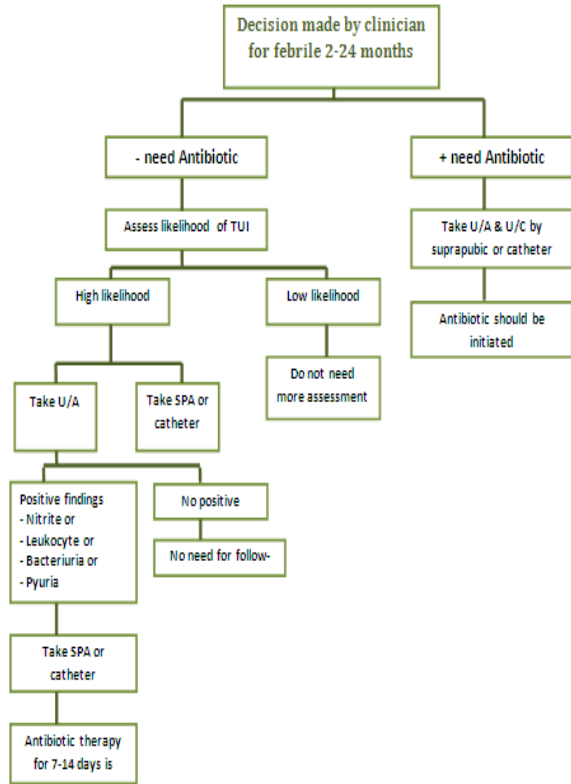 Decision made by clinician
for febrile 2-24 months
- need Antibiotic
+ need Antibiotic
Assess likelihood of TUI
Take U/A & U/C by
suprapubic or catheter
High likelihood
Low likelihood
Antibiotic should be
initiated
Do not need
more assessment
Take U/A
Take SPA or
catheter
Positive findings
- Nitrite or
- Leukocyte or
- Bacteriuria or
- Pyuria
No positive
No need for follow-
Take SPA or
catheter
Antibiotic therapy
for 7-14 days is